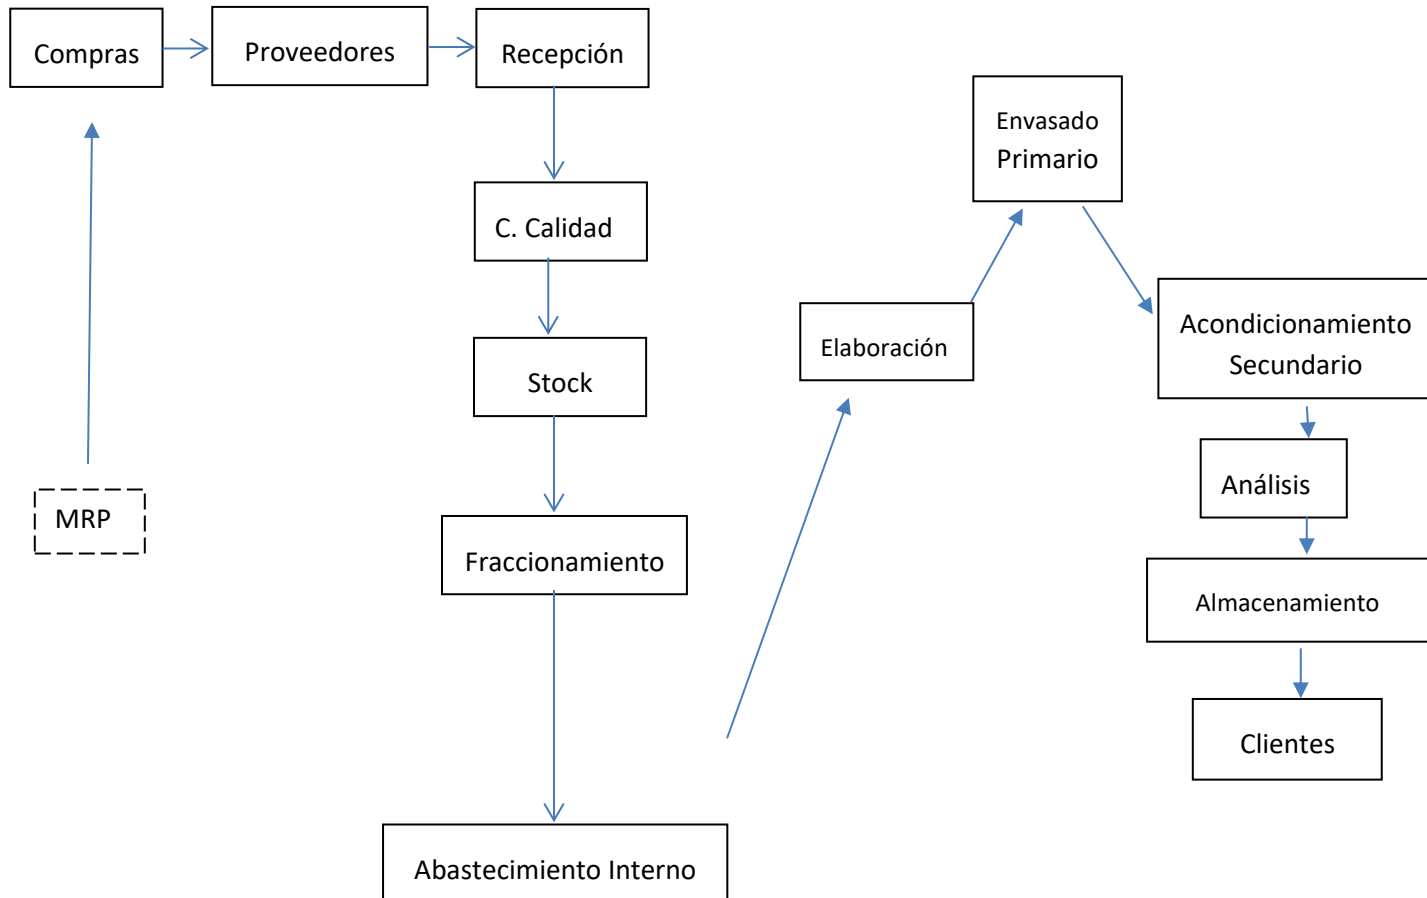 Compras
Proveedores
Recepción
C. Calidad
Stock
Fraccionamiento
Abastecimiento Interno
MRP
Elaboración
Envasado
Primario
Acondicionamiento
Secundario
Análisis
Almacenamiento
Clientes